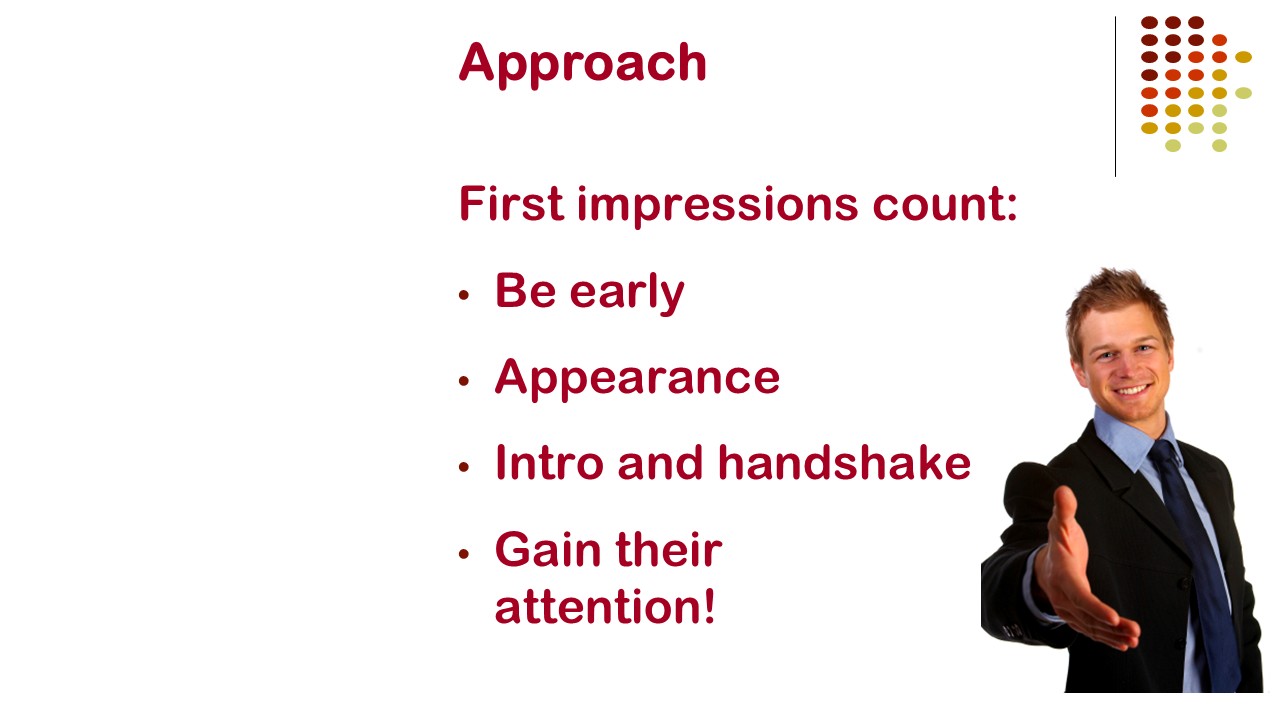 Approach
First impressions count:
• Be early
• Appearance
• Intro and handshake
• Gain their
attention!